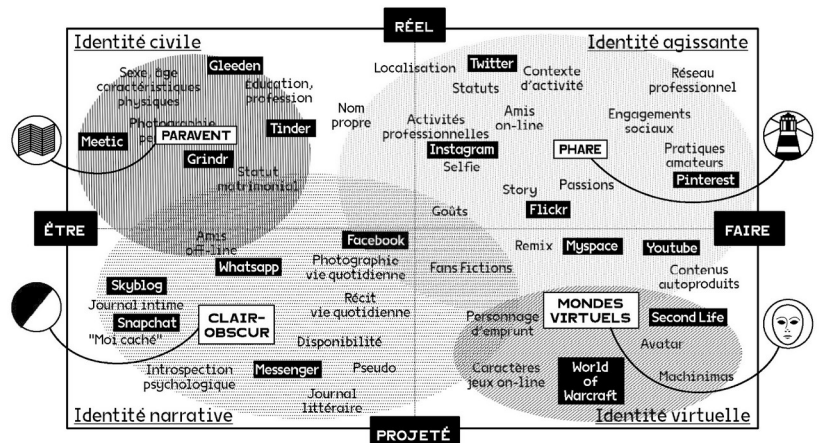 RÉEL
Identité civile
Identité agissante
Gleeden
Sexe, âge
caractéristiques
physiques
Éducation,
profession
Photographie
PARAVENT
Meetic
Tinder
Grindr
Statut
matrimonial
Nom
propre
Localisation
Twitter
Statuts
Contexte
d'activité
Réseau
professionnel
Activités
professionnelles
Amis
on-line
Engagements
sociaux
Instagram
Selfie
PHARE
Pratiques
amateurs
Pinterest
Story
Passions
Goûts
Flickr
ÊTRE
FAIRE
Amis
off-line
Facebook
Whatsapp
Photographie
vie quotidienne
Fans Fictions
Remix
Myspace
Youtube
Contenus
autoproduits
Skyblog
Journal intime
Snapchat
"Moi caché"
CLAIR-
OBSCUR
Récit
vie quotidienne
Disponibilité
Personnage
d'emprunt
MONDES
VIRTUELS
Second Life
Avatar
Introspection
psychologique
Messenger
Pseudo
Journal
littéraire
Caractères
jeux on-line
World
of
Warcraft
Machinimas
Identité narrative
Identité virtuelle
PROJETÉ